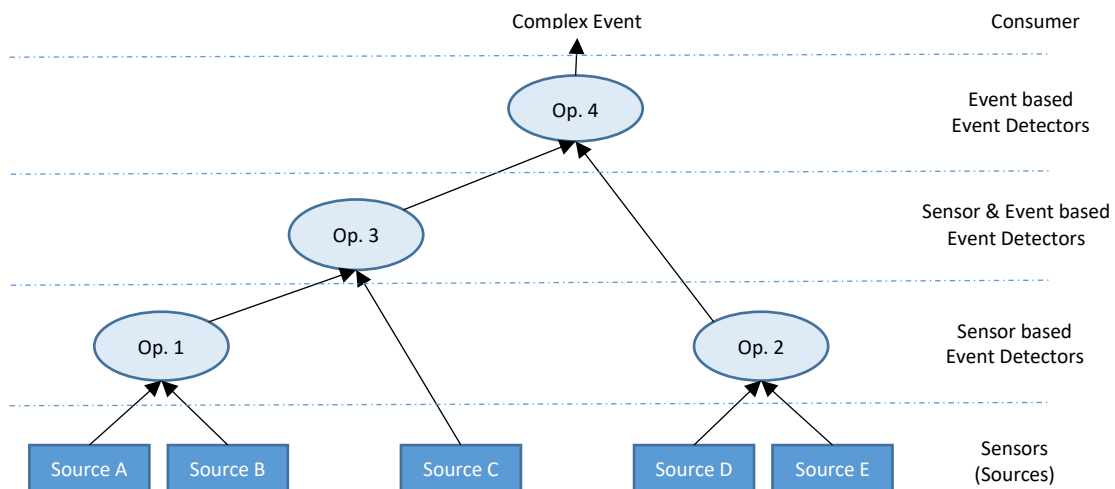 Complex Event
Consumer
Op. 4
Event based
Event Detectors
Op. 3
Sensor & Event based
Event Detectors
Op. 1
Op. 2
Sensor based
Event Detectors
Source A
Source B
Source C
Source D
Source E
Sensors
(Sources)